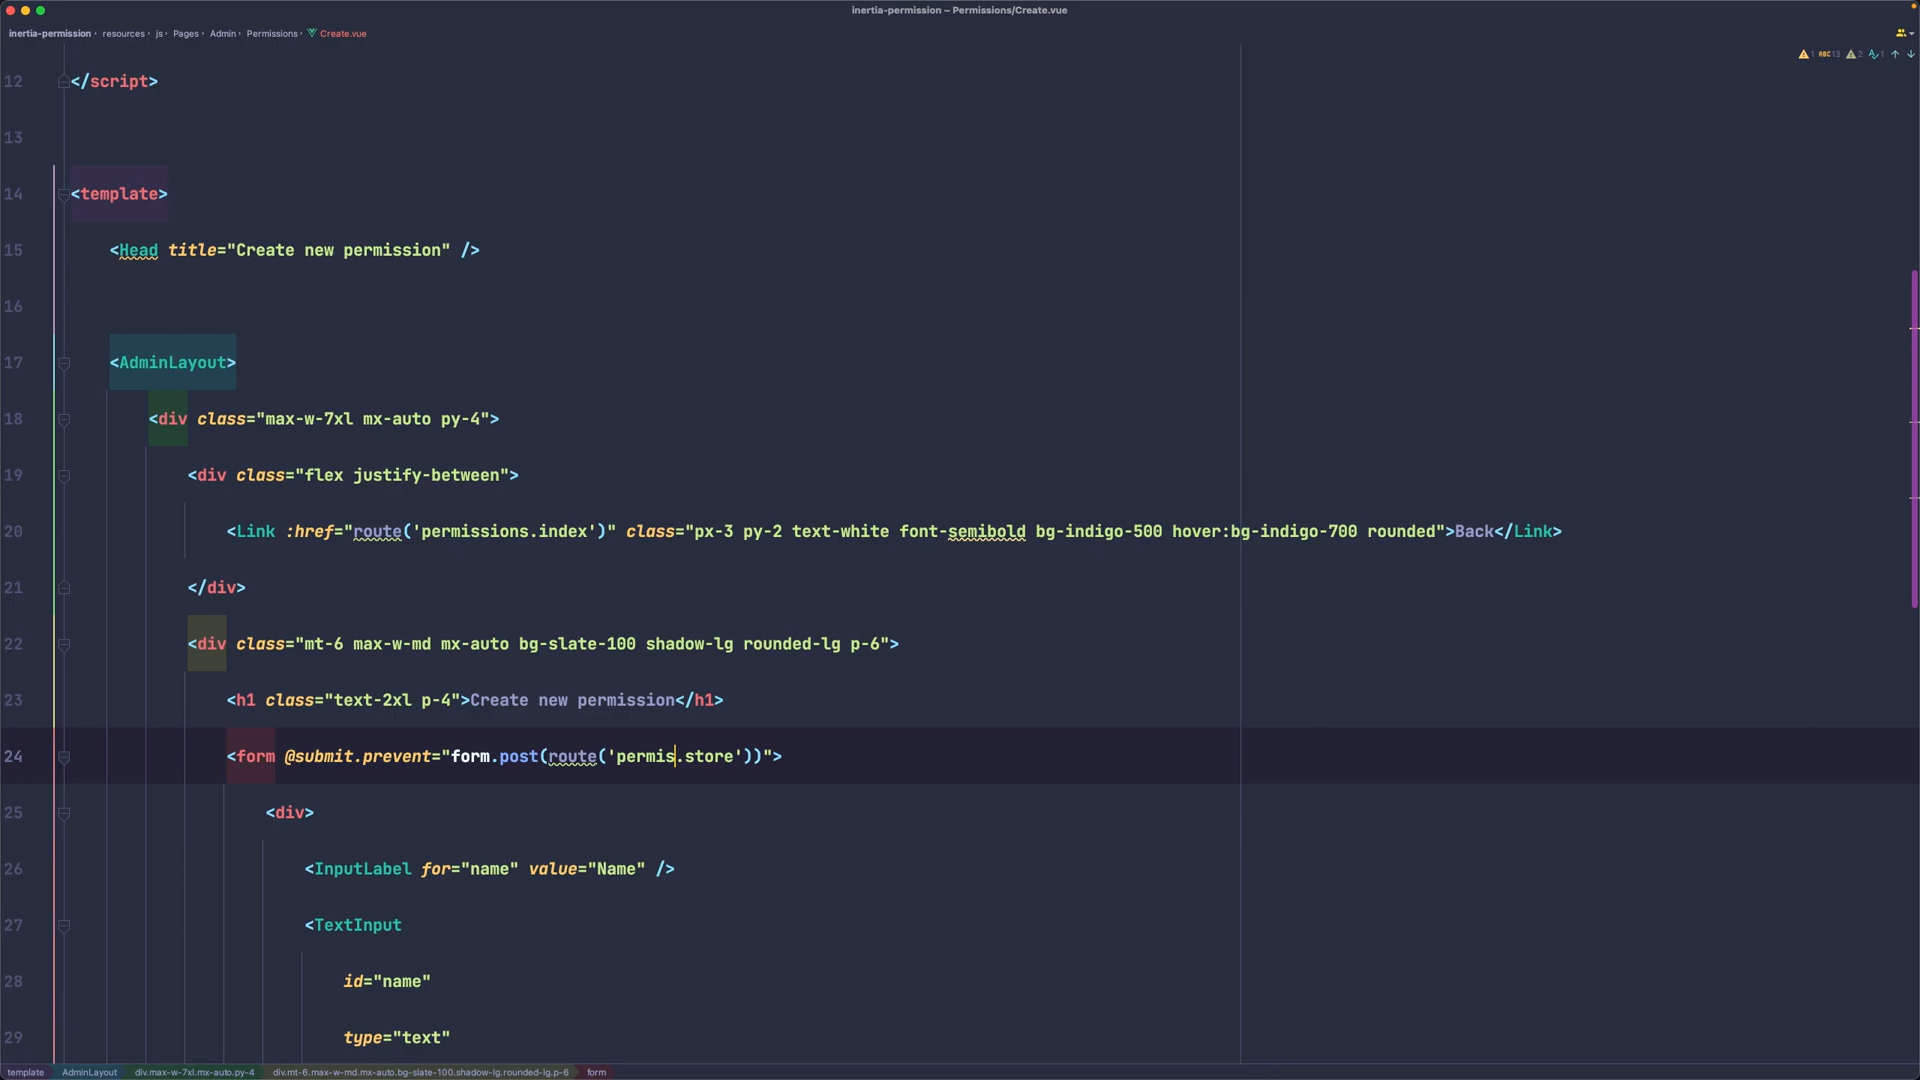 inertia-permission – Permissions/Create.vue
inertia-permission › resources › js › Pages › Admin › Permissions › Create.vue
1 ABC 13 2 1
12 </script>
13
14 <template>
15 <Head title="Create new permission" />
16
17 <AdminLayout>
18 <div class="max-w-7xl mx-auto py-4">
19 <div class="flex justify-between">
20 <Link :href="route('permissions.index')" class="px-3 py-2 text-white font-semibold bg-indigo-500 hover:bg-indigo-700 rounded">Back</Link>
21 </div>
22 <div class="mt-6 max-w-md mx-auto bg-slate-100 shadow-lg rounded-lg p-6">
23 <h1 class="text-2xl p-4">Create new permission</h1>
24 <form @submit.prevent="form.post(route('permis.store'))">
25 <div>
26 <InputLabel for="name" value="Name" />
27 <TextInput
28 id="name"
29 type="text"
template AdminLayout div.max-w-7xl.mx-auto.py-4 div.mt-6.max-w-md.mx-auto.bg-slate-100.shadow-lg.rounded-lg.p-6 form